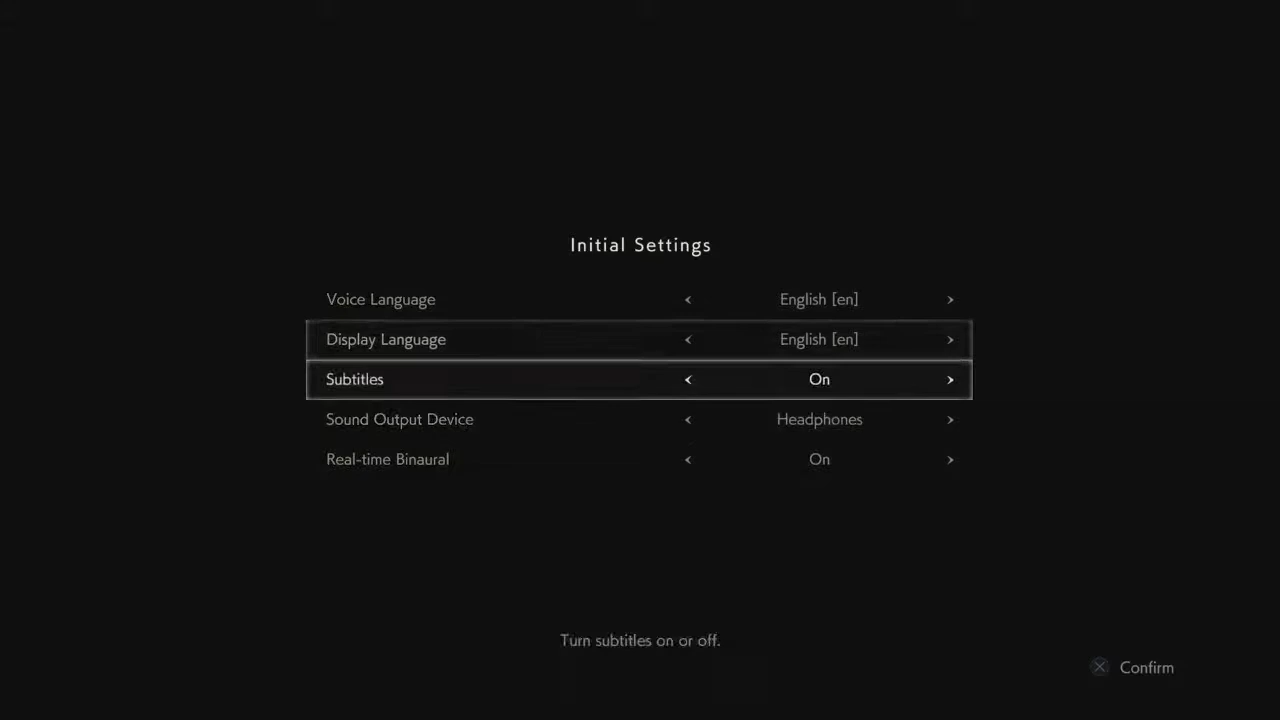 Initial Settings
Voice Language < English [en] >
Display Language < English [en] >
Subtitles < On >
Sound Output Device < Headphones >
Real-time Binaural < On >
Turn subtitles on or off.
Confirm